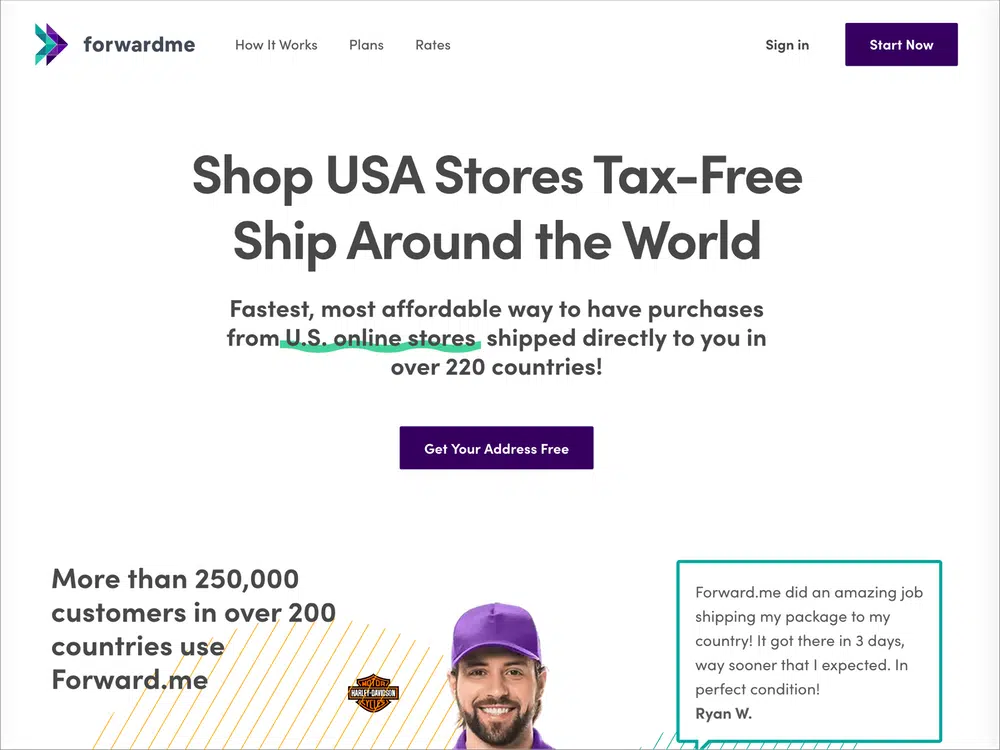 forwardme
How It Works
Plans
Rates
Sign in
Start Now
Shop USA Stores Tax-Free
Ship Around the World
Fastest, most affordable way to have purchases
from U.S. online stores shipped directly to you in
over 220 countries!
Get Your Address Free
More than 250,000
customers in over 200
countries use
Forward.me
MOTOR
HARLEY-DAVIDSON
CYCLES
Forward.me did an amazing job
shipping my package to my
country! It got there in 3 days,
way sooner that I expected. In
perfect condition!
Ryan W.